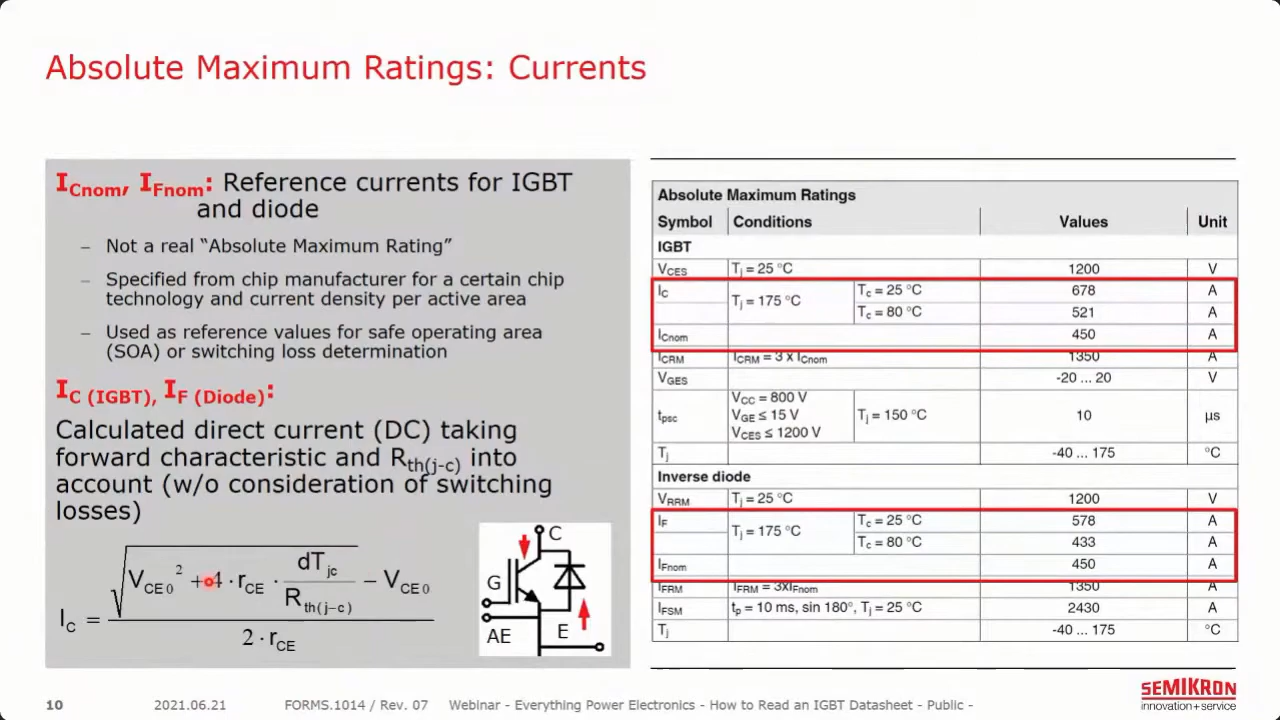 Absolute Maximum Ratings: Currents
ICnom, IFnom: Reference currents for IGBT
and diode
– Not a real “Absolute Maximum Rating”
– Specified from chip manufacturer for a certain chip
technology and current density per active area
– Used as reference values for safe operating area
(SOA) or switching loss determination
IC (IGBT), IF (Diode):
Calculated direct current (DC) taking
forward characteristic and Rth(j-c) into
account (w/o consideration of switching
losses)
IC = (√(VCE0² + 4 · rCE · dTjc / Rth(j–c)) – VCE0) / (2 · rCE)
C
G
AE
E
Absolute Maximum Ratings
Symbol Conditions Values Unit
IGBT
VCES Tj = 25 °C 1200 V
IC Tj = 175 °C Tc = 25 °C 678 A
Tc = 80 °C 521 A
ICnom 450 A
ICRM ICRM = 3 x ICnom 1350 A
VGES -20 ... 20 V
tpsc VCC = 800 V
VGE ≤ 15 V Tj = 150 °C 10 µs
VCES ≤ 1200 V
Tj -40 ... 175 °C
Inverse diode
VRRM Tj = 25 °C 1200 V
IF Tj = 175 °C Tc = 25 °C 578 A
Tc = 80 °C 433 A
IFnom 450 A
IFRM IFRM = 3xIFnom 1350 A
IFSM tp = 10 ms, sin 180°, Tj = 25 °C 2430 A
Tj -40 ... 175 °C
10 2021.06.21 FORMS.1014 / Rev. 07 Webinar - Everything Power Electronics - How to Read an IGBT Datasheet - Public -
SEMIKRON
innovation + service